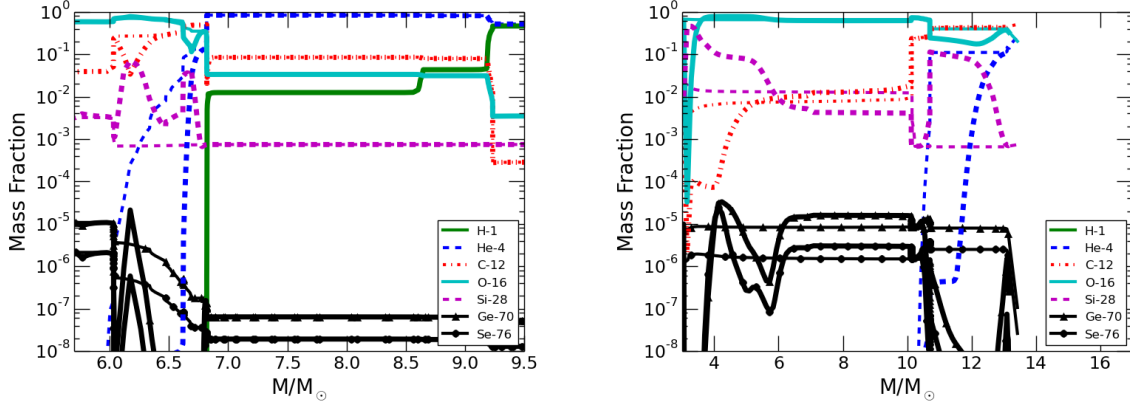 10^0
10^-1
10^-2
10^-3
10^-4
10^-5
10^-6
10^-7
10^-8
Mass Fraction
6.0 6.5 7.0 7.5 8.0 8.5 9.0 9.5
M/M_⊙
H-1
He-4
C-12
O-16
Si-28
Ge-70
Se-76
10^0
10^-1
10^-2
10^-3
10^-4
10^-5
10^-6
10^-7
10^-8
Mass Fraction
4 6 8 10 12 14 16
M/M_⊙
H-1
He-4
C-12
O-16
Si-28
Ge-70
Se-76